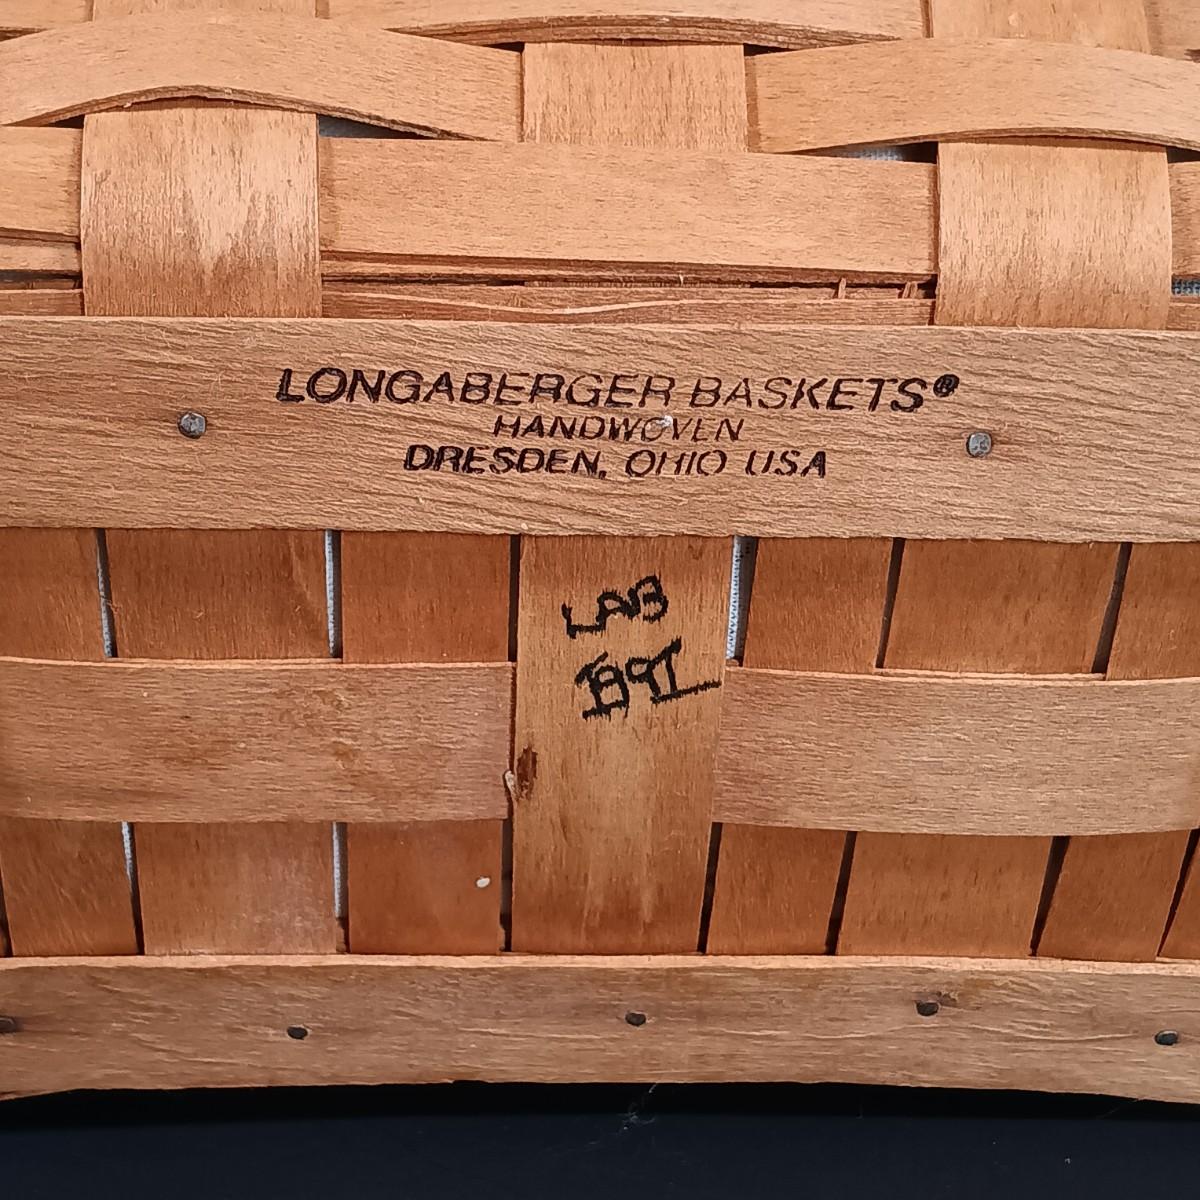 LONGABERGER BASKETS®
HANDWOVEN
DRESDEN, OHIO USA
LAB
1991